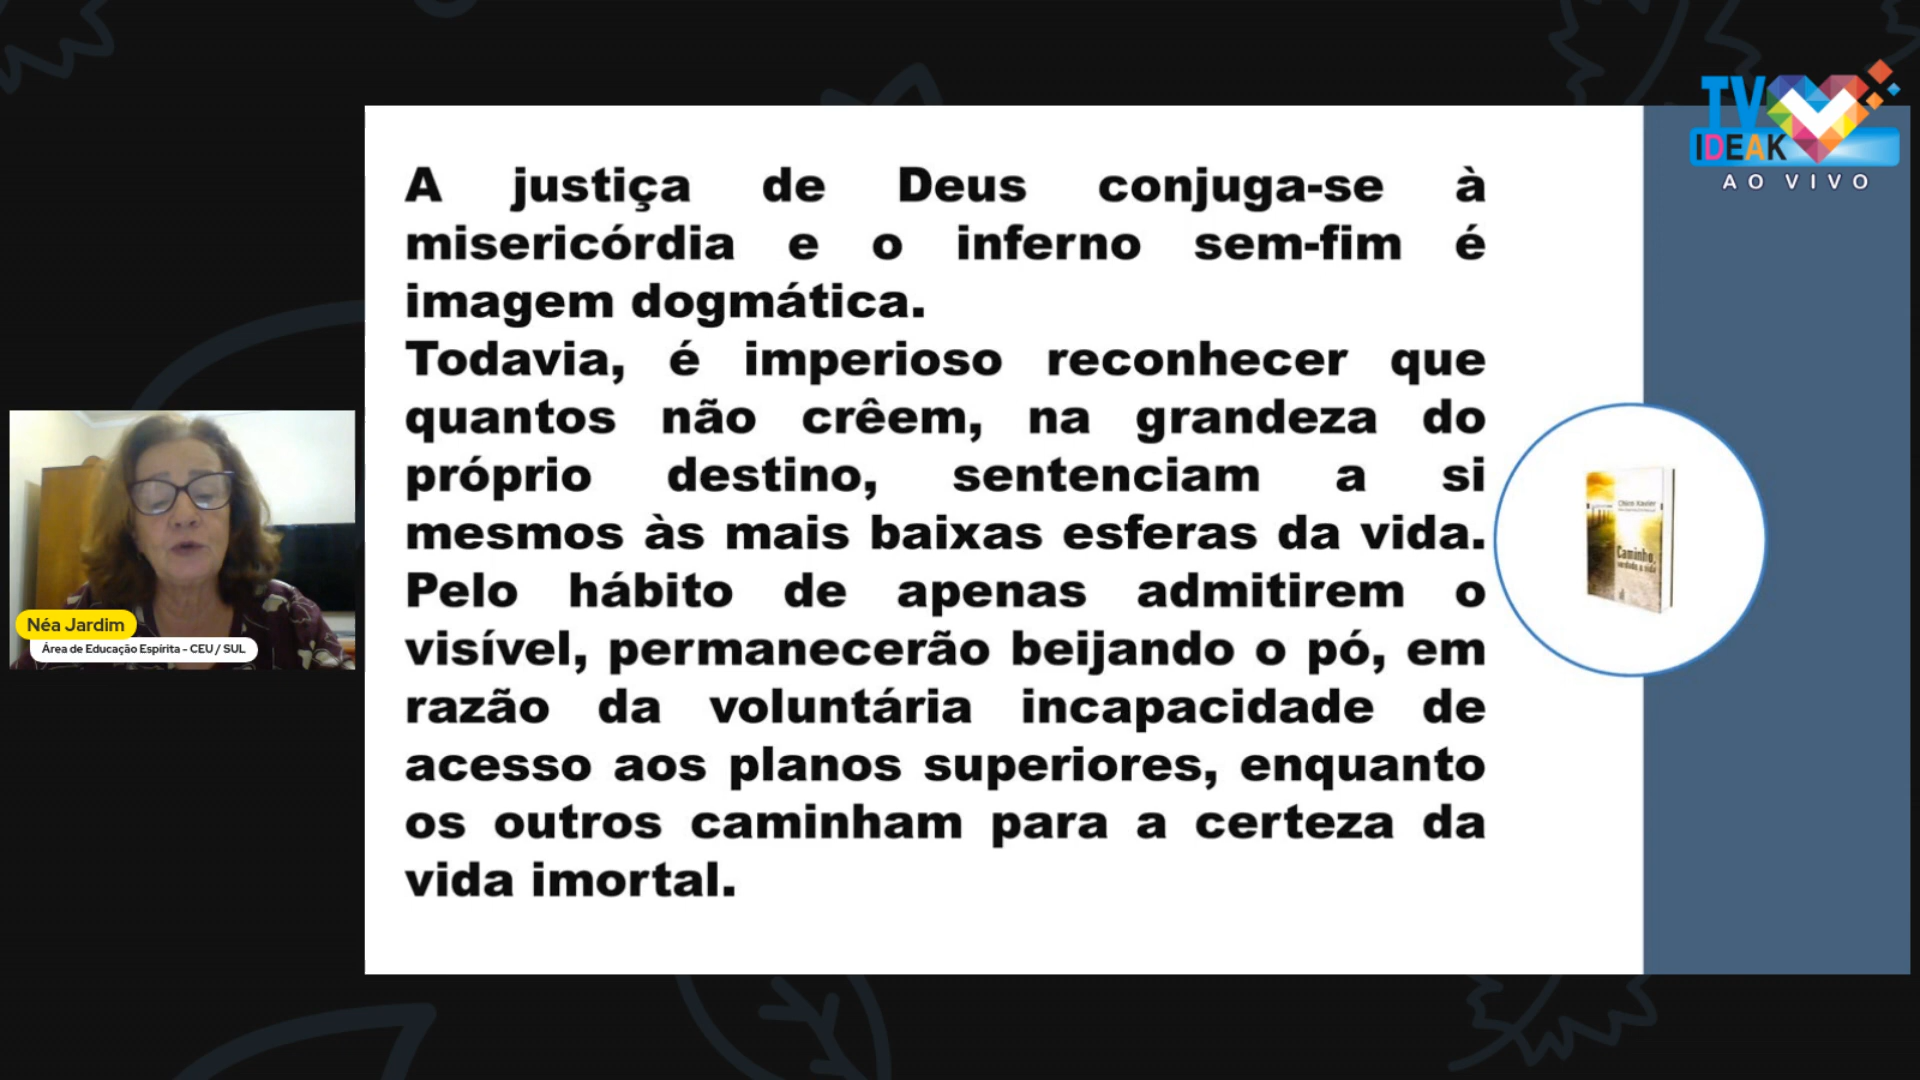 TV
IDEAK
AO VIVO
A justiça de Deus conjuga-se à
misericórdia e o inferno sem-fim é
imagem dogmática.
Todavia, é imperioso reconhecer que
quantos não crêem, na grandeza do
próprio destino, sentenciam a si
mesmos às mais baixas esferas da vida.
Pelo hábito de apenas admitirem o
visível, permanecerão beijando o pó, em
razão da voluntária incapacidade de
acesso aos planos superiores, enquanto
os outros caminham para a certeza da
vida imortal.
Chico Xavier
Caminho,
verdade e vida
Néa Jardim
Área de Educação Espírita - CEU / SUL